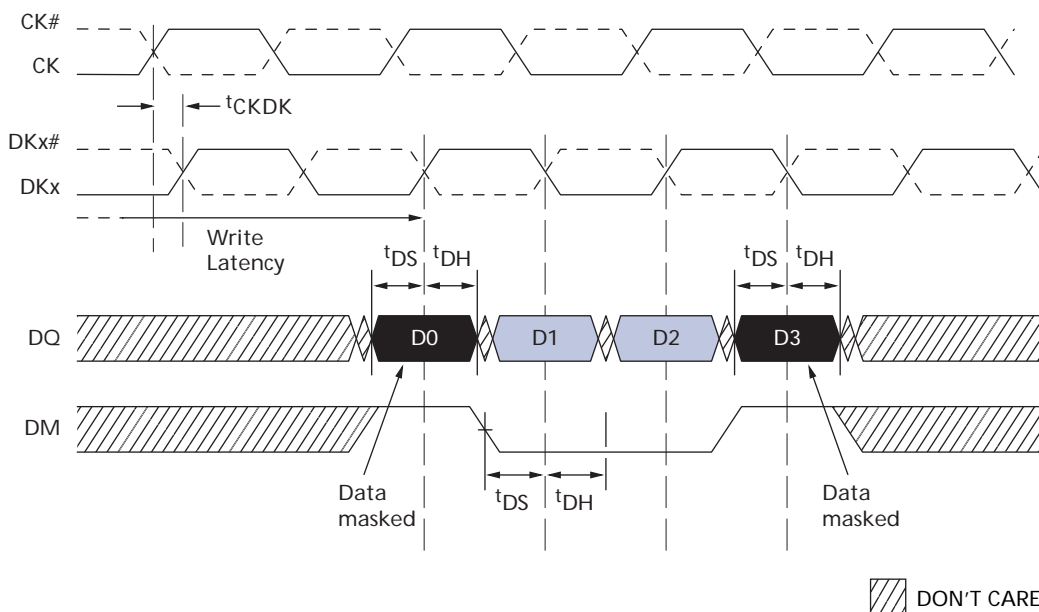 CK#
CK
tCKDK
DKx#
DKx
Write
Latency
tDS
tDH
tDS
tDH
DQ
D0
D1
D2
D3
DM
tDS
tDH
Data
masked
Data
masked
DON'T CARE